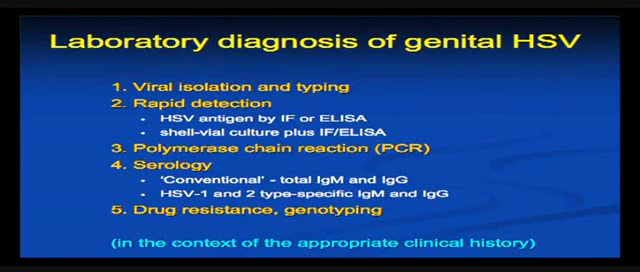 Laboratory diagnosis of genital HSV
1. Viral isolation and typing
2. Rapid detection
• HSV antigen by IF or ELISA
• shell-vial culture plus IF/ELISA
3. Polymerase chain reaction (PCR)
4. Serology
• ‘Conventional’ - total IgM and IgG
• HSV-1 and 2 type-specific IgM and IgG
5. Drug resistance, genotyping
(in the context of the appropriate clinical history)